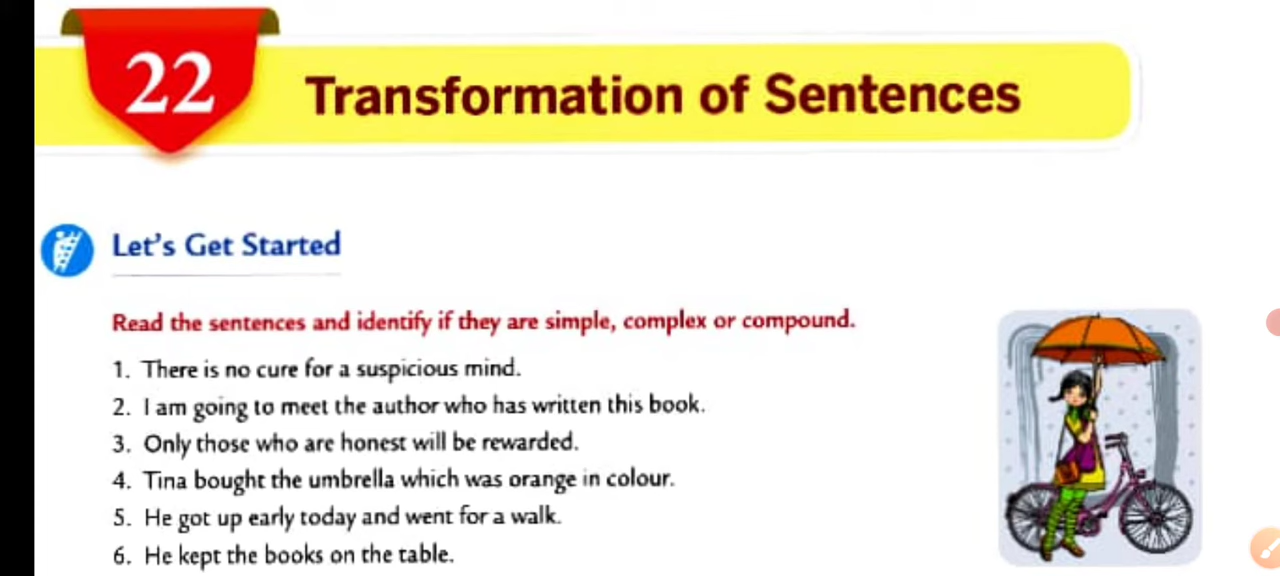 22
Transformation of Sentences
Let's Get Started
Read the sentences and identify if they are simple, complex or compound.
1. There is no cure for a suspicious mind.
2. I am going to meet the author who has written this book.
3. Only those who are honest will be rewarded.
4. Tina bought the umbrella which was orange in colour.
5. He got up early today and went for a walk.
6. He kept the books on the table.